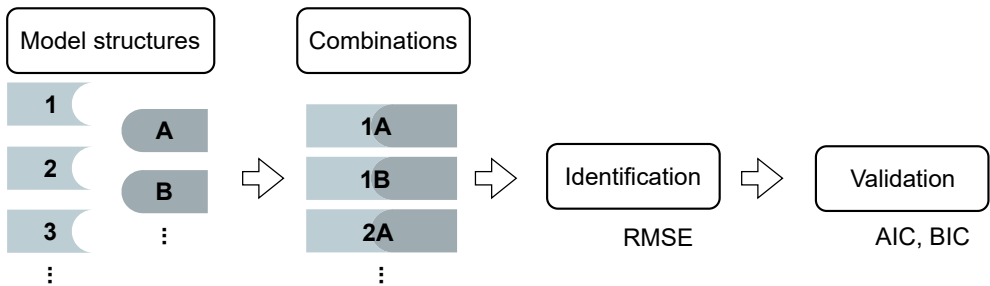 Model structures
1
2
3
⋮
A
B
⋮
Combinations
1A
1B
2A
⋮
Identification
RMSE
Validation
AIC, BIC